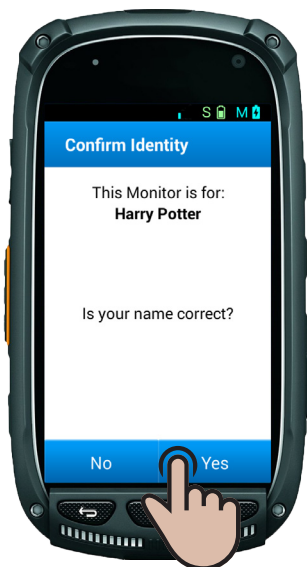 S M
Confirm Identity
This Monitor is for:
Harry Potter
Is your name correct?
No Yes